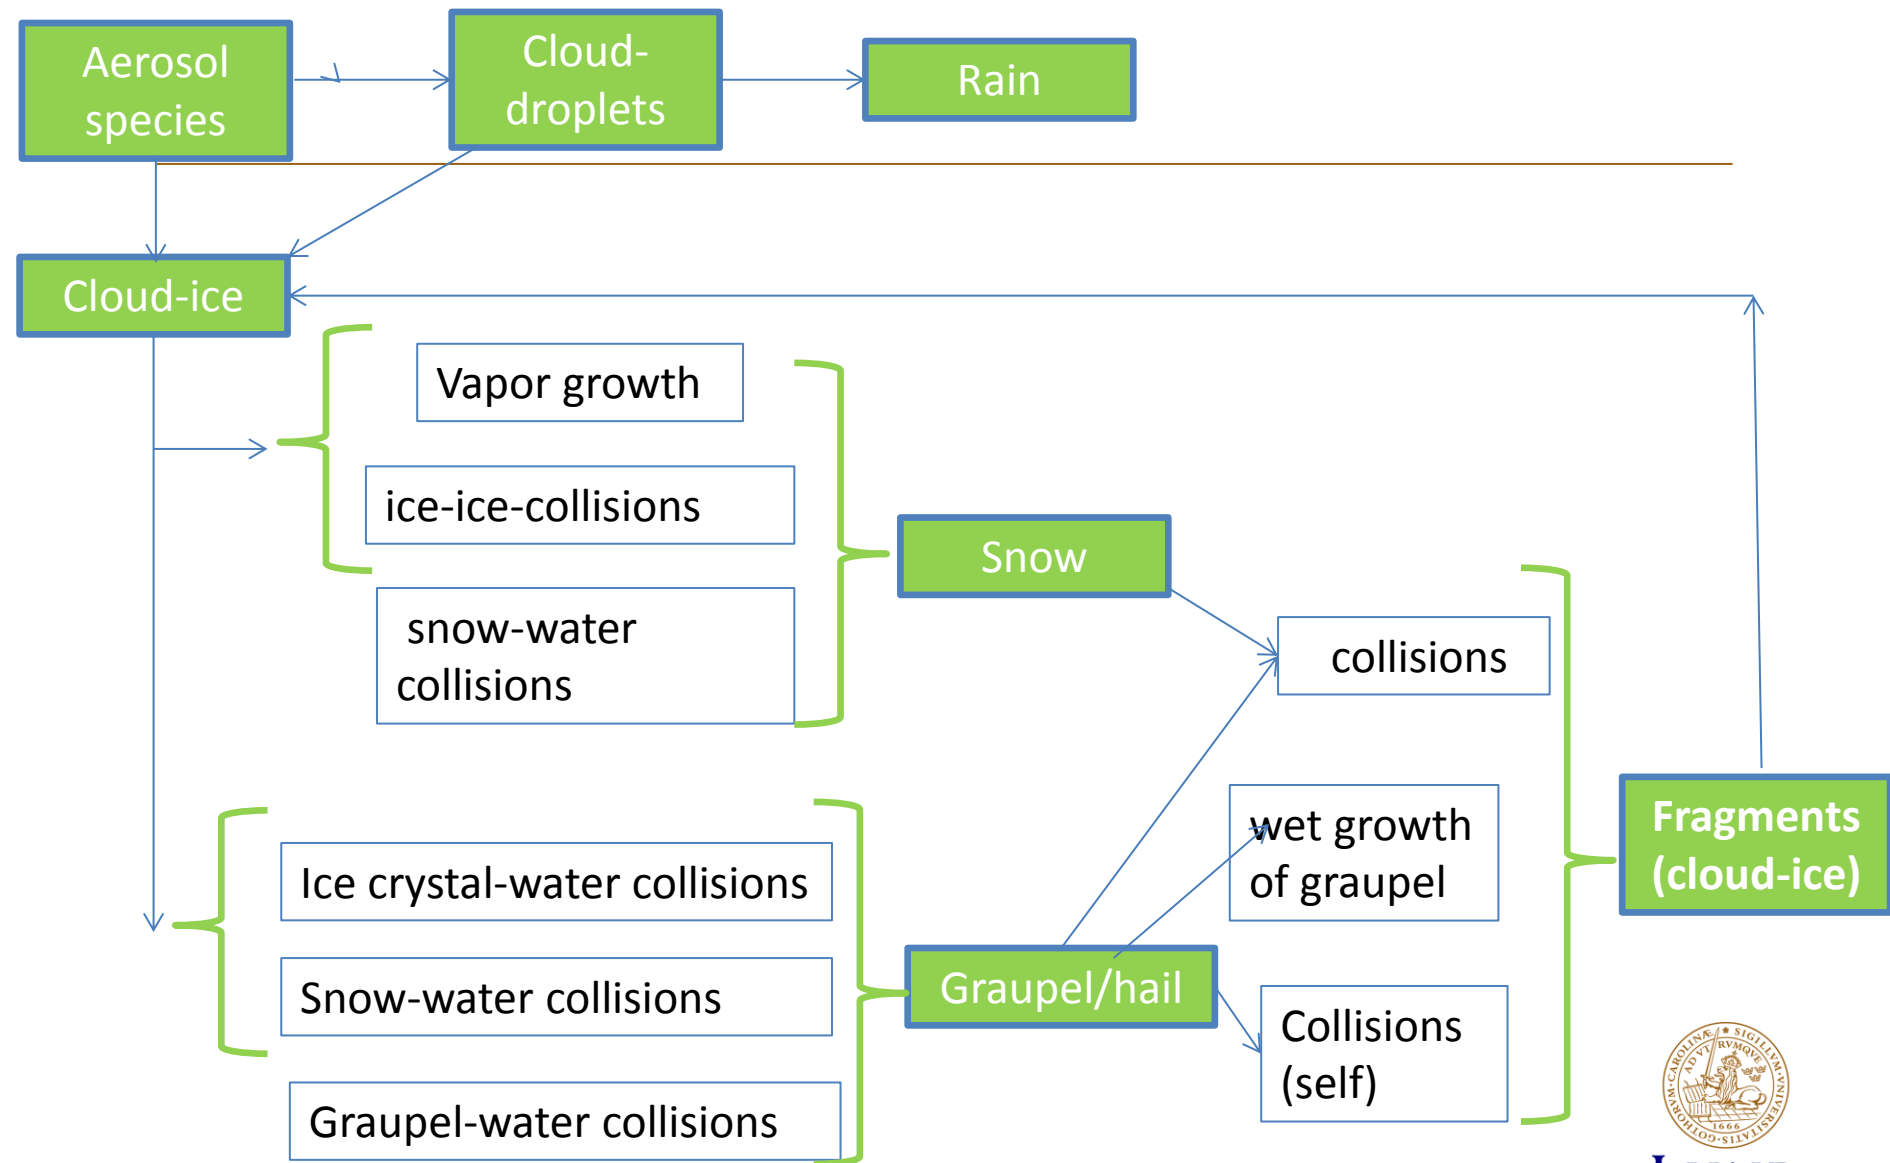 Aerosol
species
Cloud-
droplets
Rain
Cloud-ice
Vapor growth
ice-ice-collisions
snow-water
collisions
Snow
collisions
wet growth
of graupel
Fragments
(cloud-ice)
Ice crystal-water collisions
Snow-water collisions
Graupel-water collisions
Graupel/hail
Collisions
(self)
1666